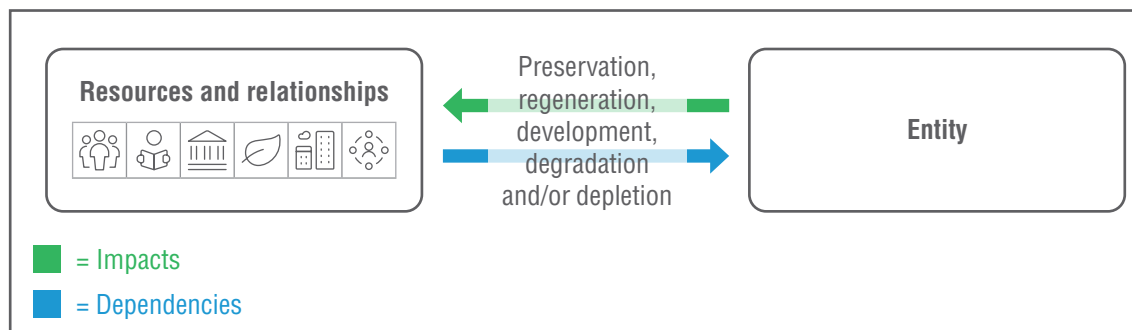 Resources and relationships
Preservation,
regeneration,
development,
degradation
and/or depletion
Entity
= Impacts
= Dependencies